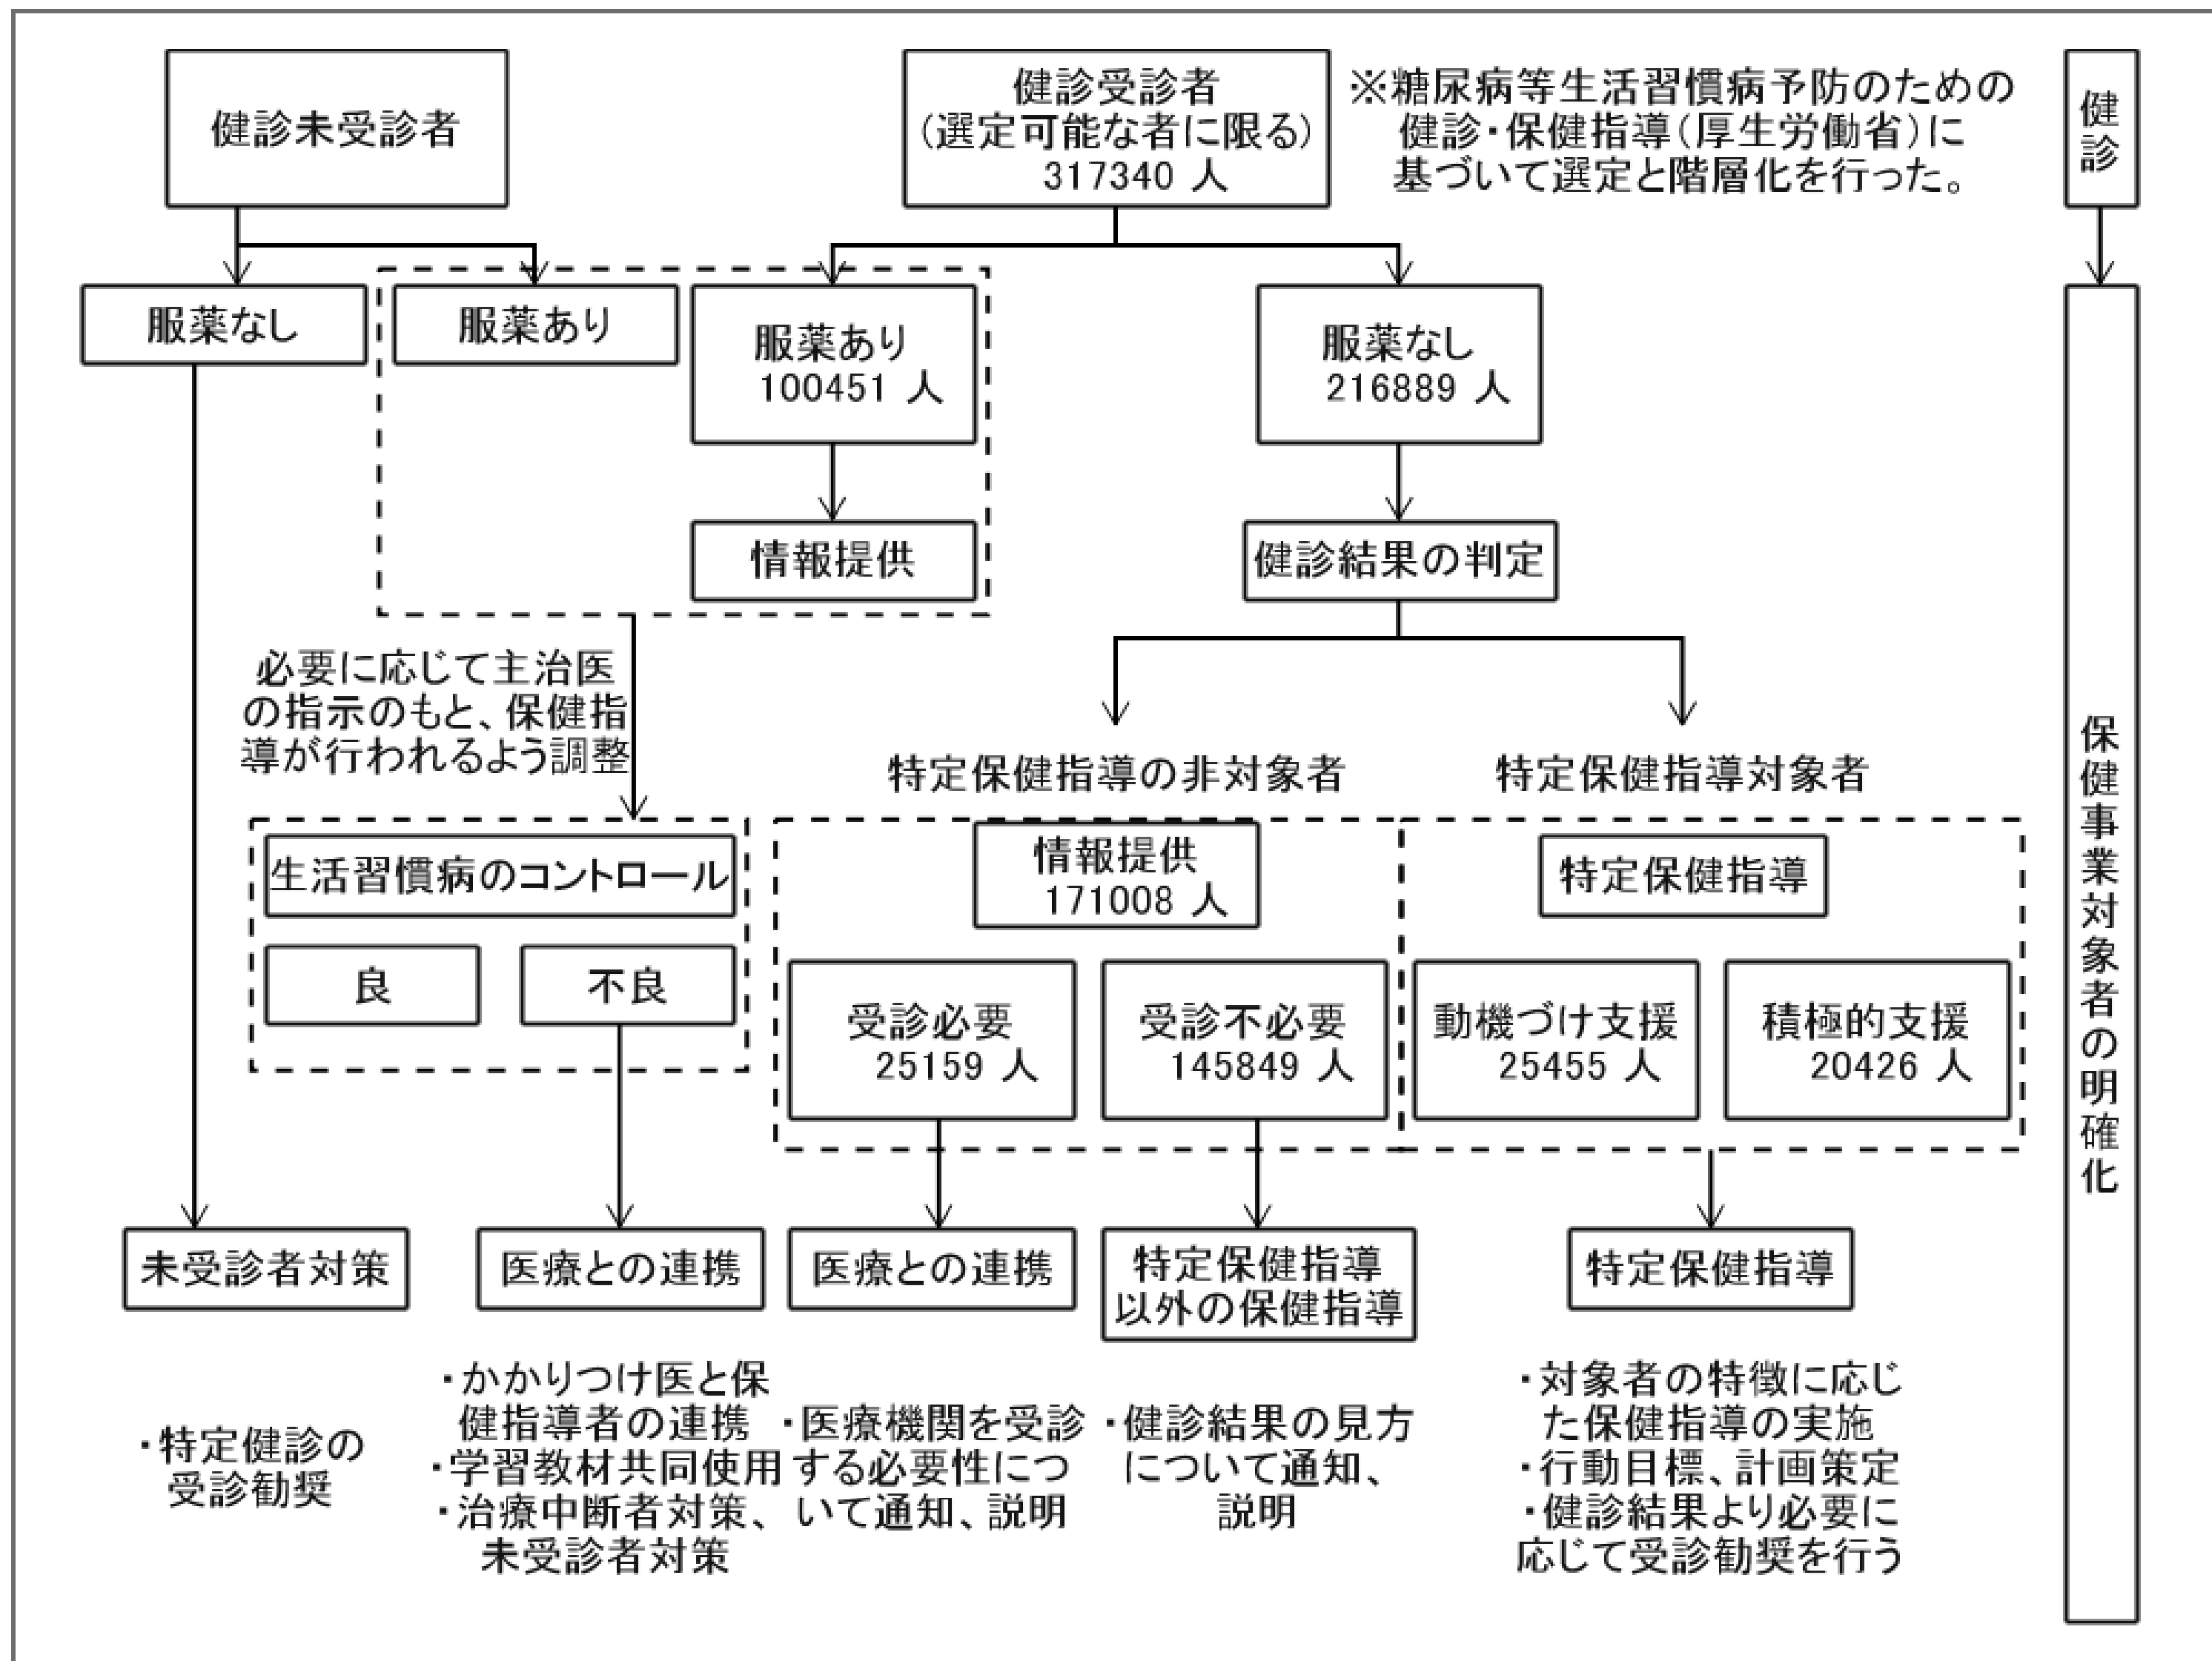 健診未受診者
健診受診者
(選定可能な者に限る)
317340 人
※糖尿病等生活習慣病予防のための
健診・保健指導(厚生労働省)に
基づいて選定と階層化を行った。
健診
服薬なし
服薬あり
服薬あり
100451 人
服薬なし
216889 人
情報提供
健診結果の判定
必要に応じて主治医
の指示のもと、保健指
導が行われるよう調整
特定保健指導の非対象者
特定保健指導対象者
保健事業対象者の明確化
生活習慣病のコントロール
良
不良
情報提供
171008 人
受診必要
25159 人
受診不必要
145849 人
特定保健指導
動機づけ支援
25455 人
積極的支援
20426 人
未受診者対策
医療との連携
医療との連携
特定保健指導
以外の保健指導
特定保健指導
・特定健診の
受診勧奨
・かかりつけ医と保
健指導者の連携
・学習教材共同使用
・治療中断者対策、
未受診者対策
・医療機関を受診
する必要性につ
いて通知、説明
・健診結果の見方
について通知、
説明
・対象者の特徴に応じ
た保健指導の実施
・行動目標、計画策定
・健診結果より必要に
応じて受診勧奨を行う